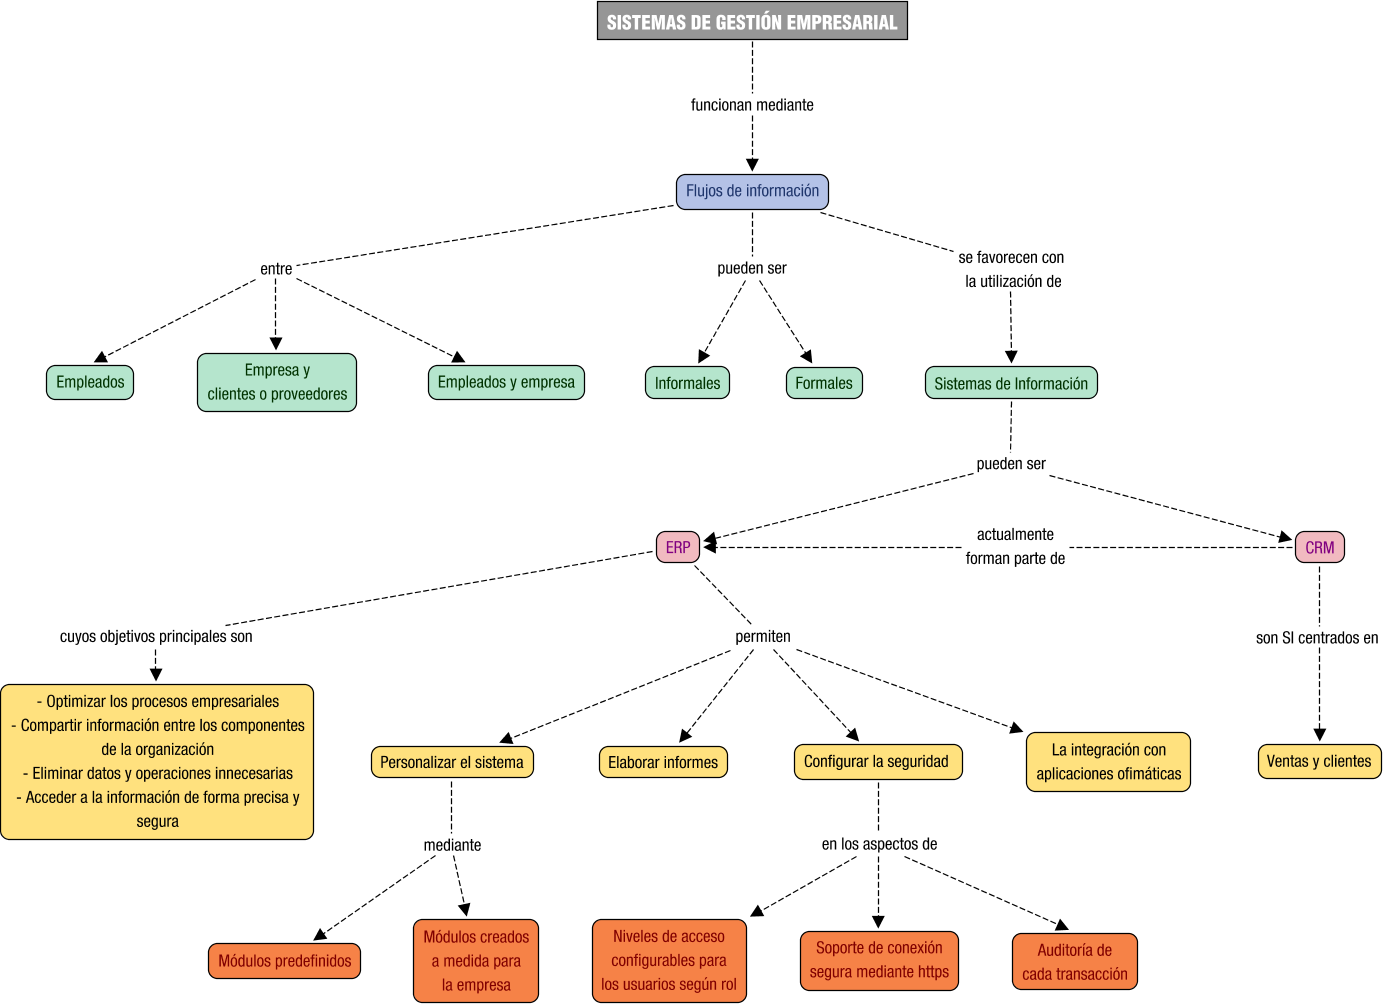 SISTEMAS DE GESTIÓN EMPRESARIAL
funcionan mediante
Flujos de información
entre
pueden ser
se favorecen con
la utilización de
Empleados
Empresa y
clientes o proveedores
Empleados y empresa
Informales
Formales
Sistemas de Información
pueden ser
ERP
actualmente
forman parte de
CRM
cuyos objetivos principales son
permiten
son SI centrados en
- Optimizar los procesos empresariales
- Compartir información entre los componentes
de la organización
- Eliminar datos y operaciones innecesarias
- Acceder a la información de forma precisa y
segura
Personalizar el sistema
Elaborar informes
Configurar la seguridad
La integración con
aplicaciones ofimáticas
Ventas y clientes
mediante
en los aspectos de
Módulos predefinidos
Módulos creados
a medida para
la empresa
Niveles de acceso
configurables para
los usuarios según rol
Soporte de conexión
segura mediante https
Auditoría de
cada transacción